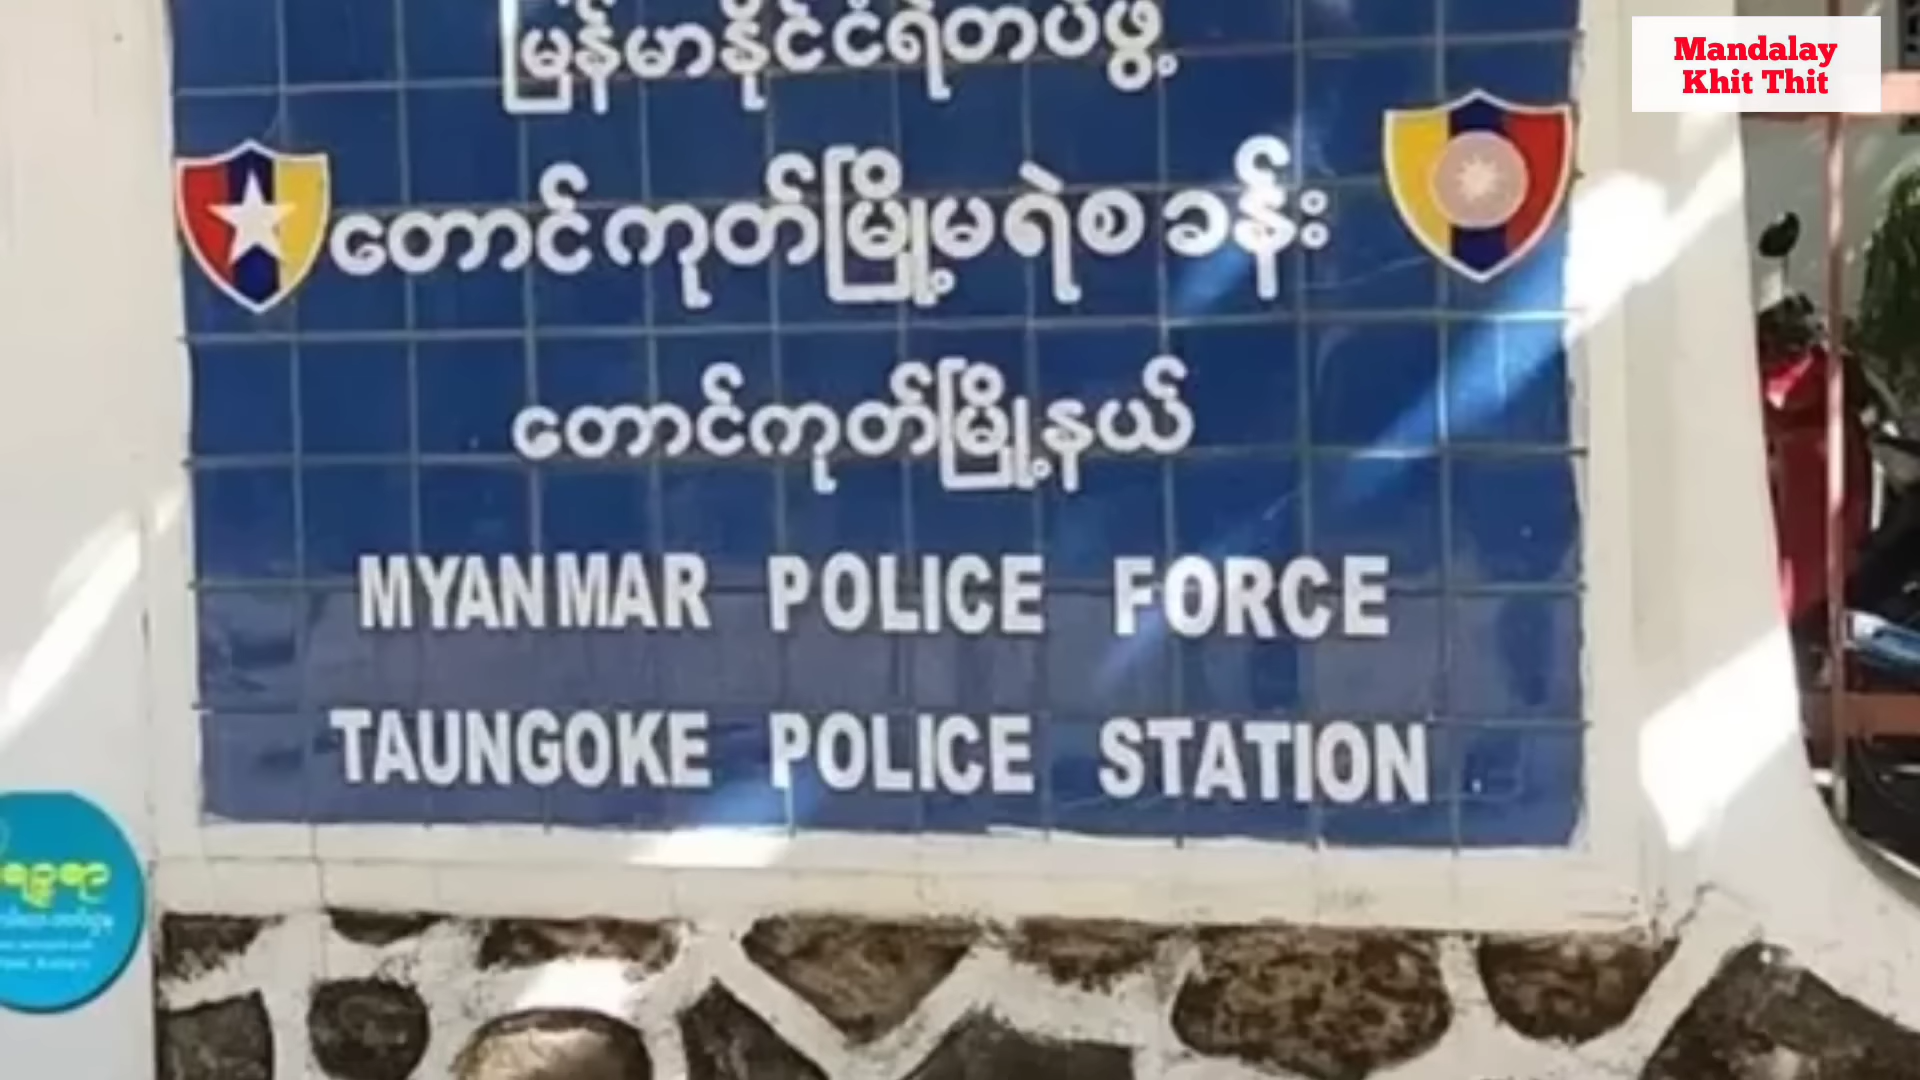 မြန်မာနိုင်ငံရဲတပ်ဖွဲ့
Mandalay
Khit Thit
တောင်ကုတ်မြို့မရဲစခန်း
တောင်ကုတ်မြို့နယ်
MYANMAR POLICE FORCE
TAUNGOKE POLICE STATION